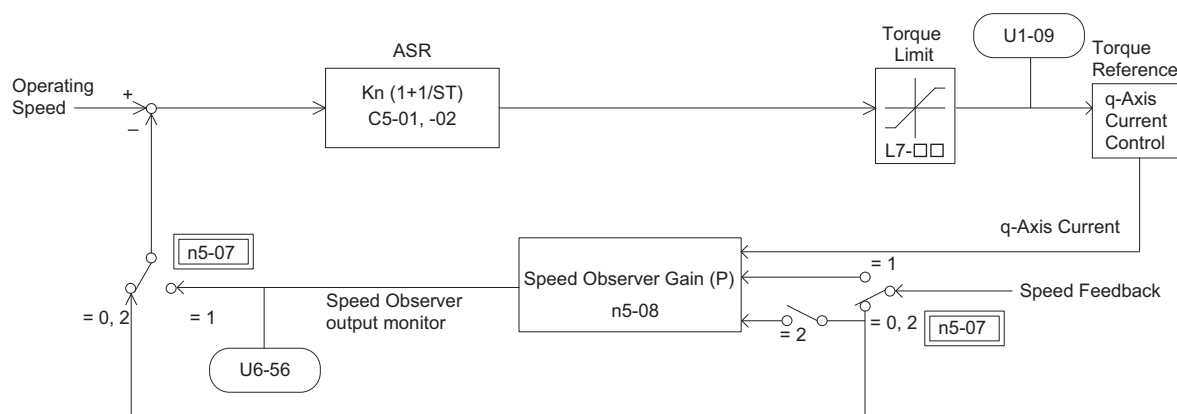 ASR
Torque
Limit
U1-09
Torque
Reference
Operating
Speed
+
–
Kn (1+1/ST)
C5-01, -02
L7-□□
q-Axis
Current
Control
q-Axis Current
n5-07
= 0, 2
= 1
Speed Observer
output monitor
U6-56
Speed Observer Gain (P)
n5-08
= 1
Speed Feedback
= 2
= 0, 2
n5-07